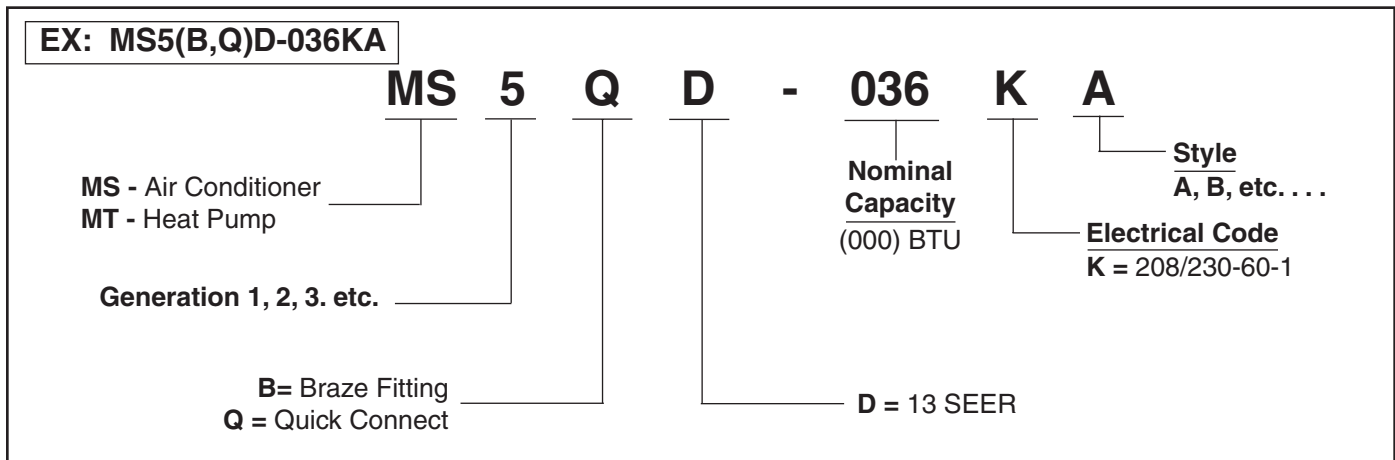 EX: MS5(B,Q)D-036KA
MS 5 Q D - 036 K A
MS - Air Conditioner
MT - Heat Pump
Generation 1, 2, 3. etc.
B= Braze Fitting
Q = Quick Connect
D = 13 SEER
Nominal
Capacity
(000) BTU
Electrical Code
K = 208/230-60-1
Style
A, B, etc. . . .